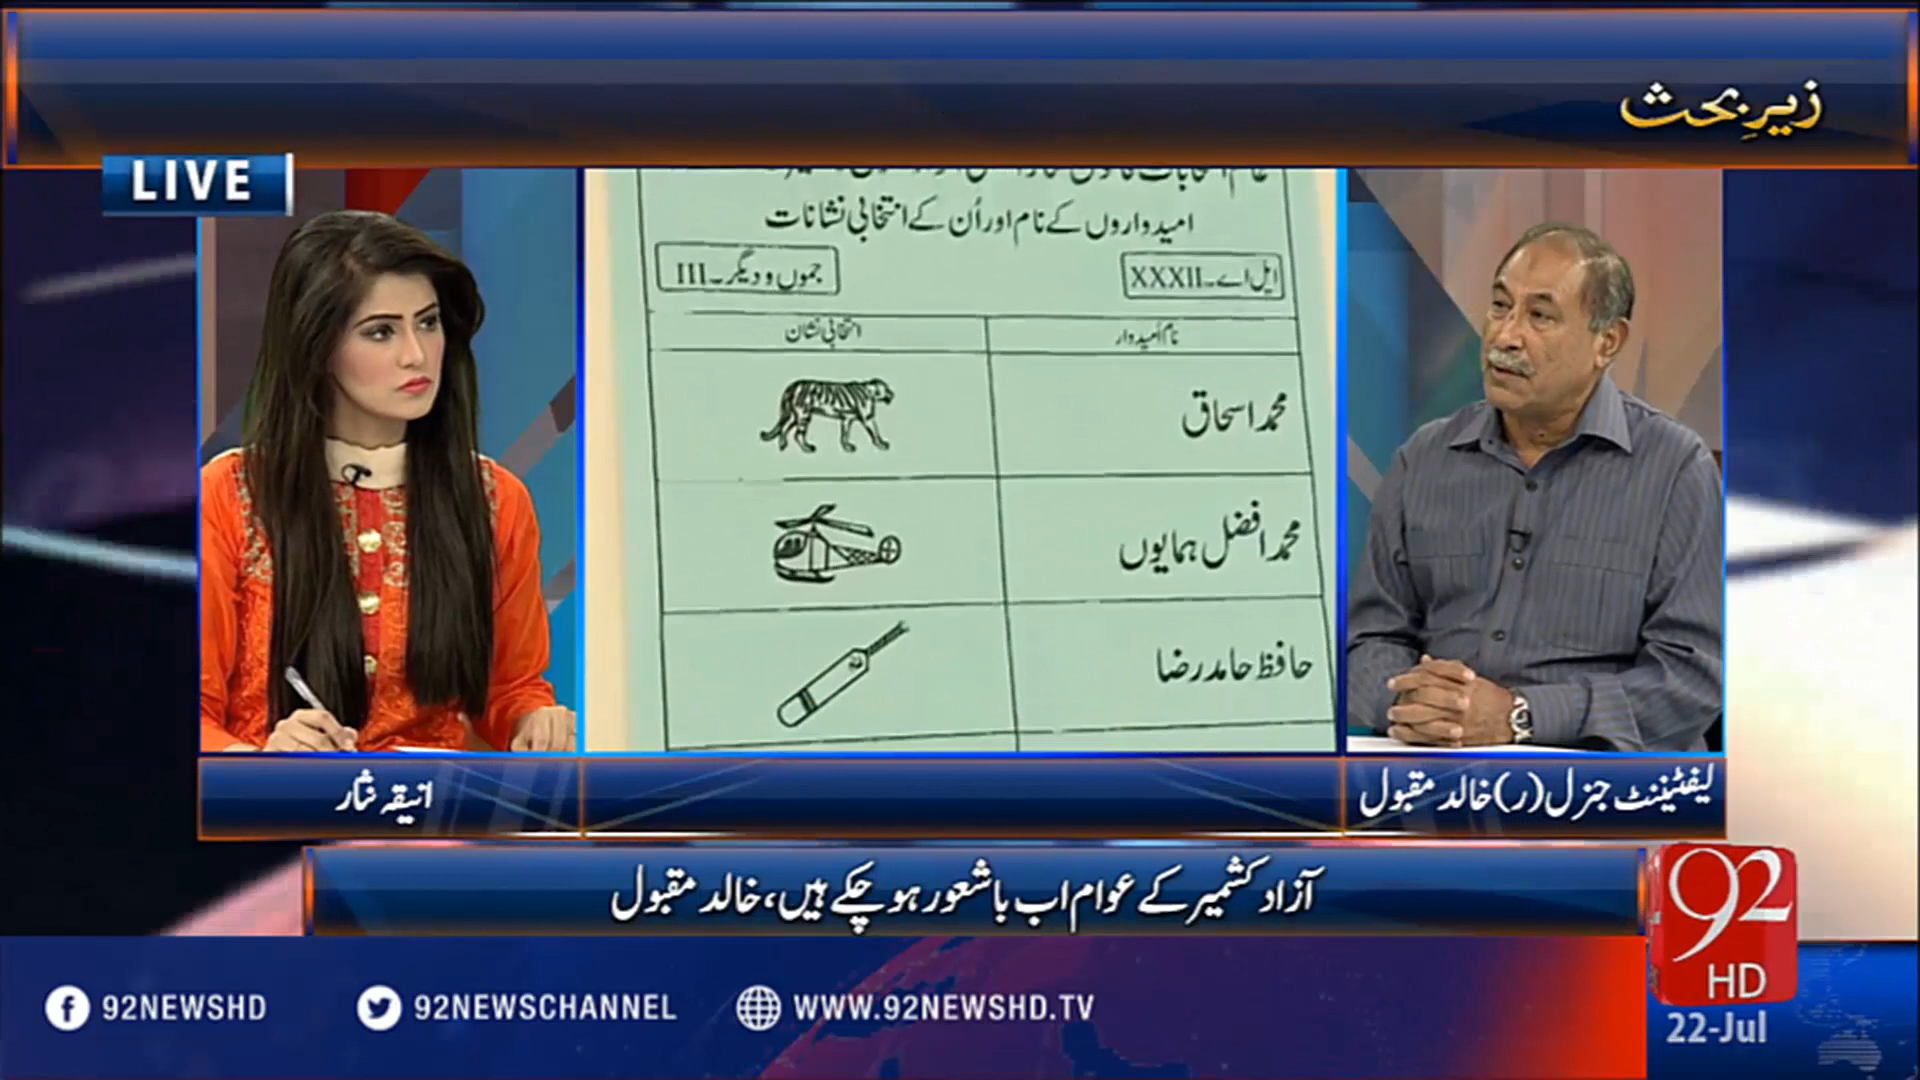 زیرِ بحث
LIVE
امیدواروں کے نام اور اُن کے انتخابی نشانات
ایل اے۔XXXII
جموں و دیگر۔III
نام اُمیدوار
انتخابی نشان
محمد اسحاق
محمد افضل ہمایوں
حافظ حامد رضا
انیقہ نثار
لیفٹیننٹ جنرل (ر) خالد مقبول
آزاد کشمیر کے عوام اب باشعور ہو چکے ہیں، خالد مقبول
92
HD
22-Jul
92NEWSHD
92NEWSCHANNEL
WWW.92NEWSHD.TV